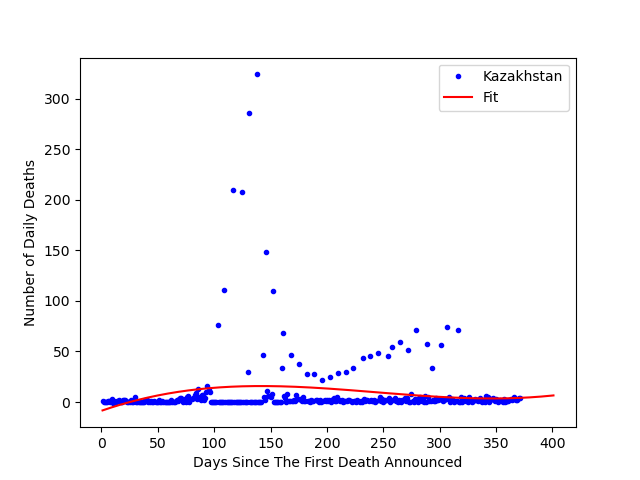 Kazakhstan
Fit
300
250
200
150
100
50
0
Number of Daily Deaths
0 50 100 150 200 250 300 350 400
Days Since The First Death Announced